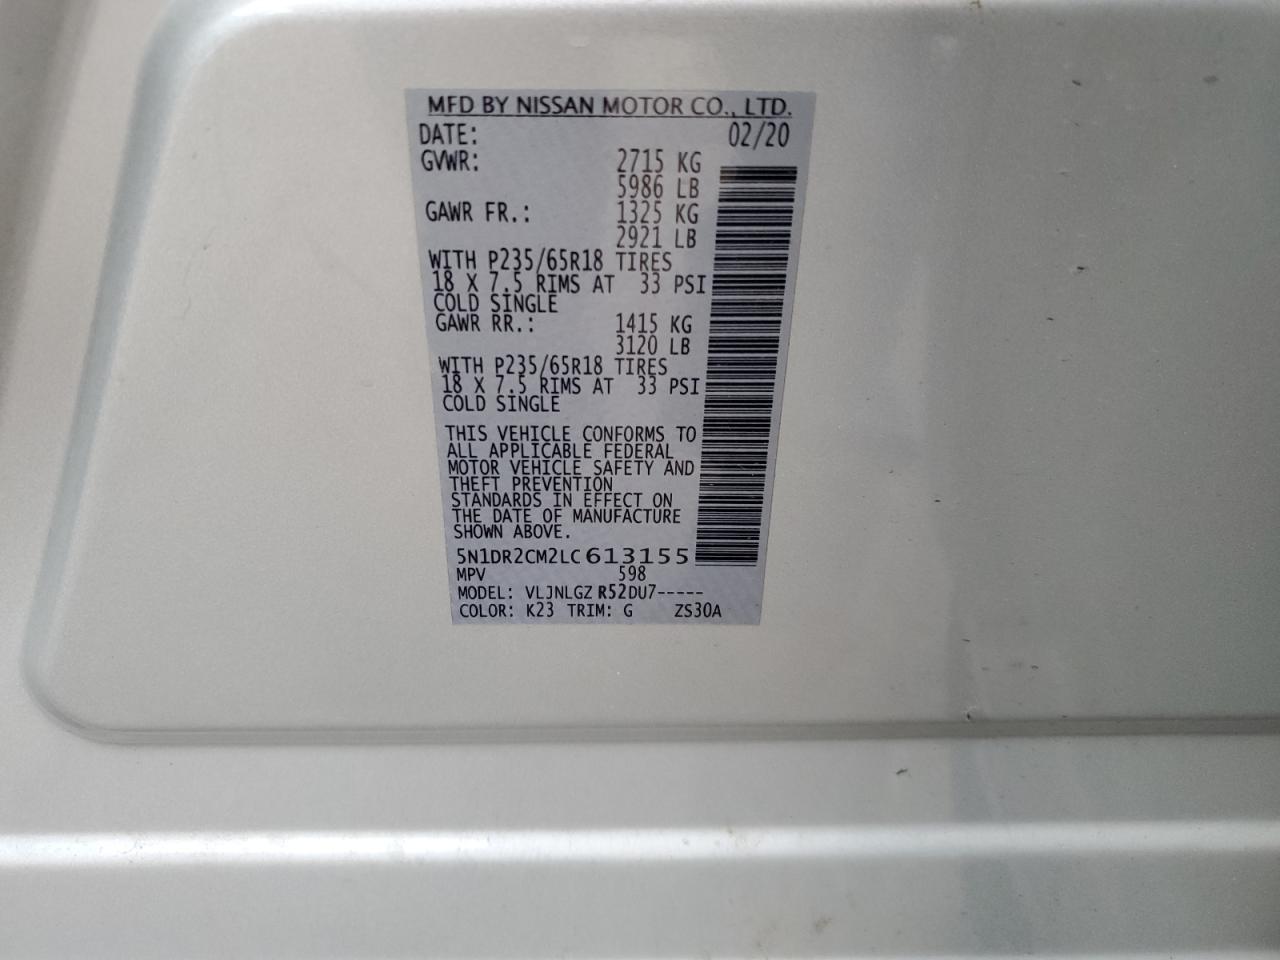 MFD BY NISSAN MOTOR CO., LTD.
DATE: 02/20
GVWR: 2715 KG
5986 LB
GAWR FR.: 1325 KG
2921 LB
WITH P235/65R18 TIRES
18 X 7.5 RIMS AT 33 PSI
COLD SINGLE
GAWR RR.: 1415 KG
3120 LB
WITH P235/65R18 TIRES
18 X 7.5 RIMS AT 33 PSI
COLD SINGLE
THIS VEHICLE CONFORMS TO
ALL APPLICABLE FEDERAL
MOTOR VEHICLE SAFETY AND
THEFT PREVENTION
STANDARDS IN EFFECT ON
THE DATE OF MANUFACTURE
SHOWN ABOVE.
5N1DR2CM2LC613155
MPV 598
MODEL: VLJNLGZ R52DU7-----
COLOR: K23 TRIM: G ZS30A